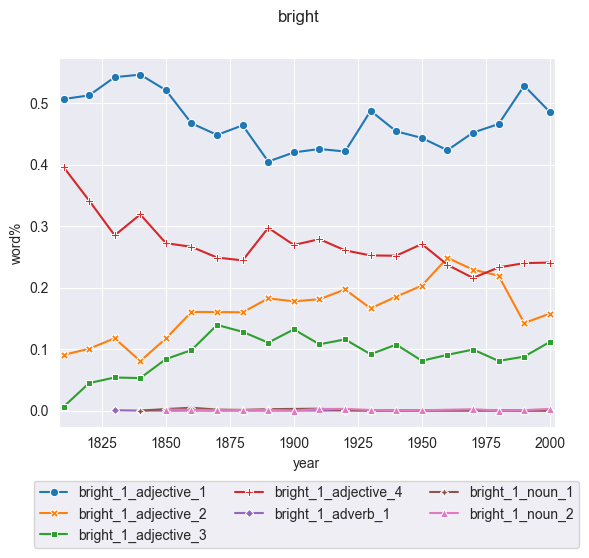 bright
word%
0.5
0.4
0.3
0.2
0.1
0.0
1825 1850 1875 1900 1925 1950 1975 2000
year
bright_1_adjective_1 bright_1_adjective_4 bright_1_noun_1
bright_1_adjective_2 bright_1_adverb_1 bright_1_noun_2
bright_1_adjective_3